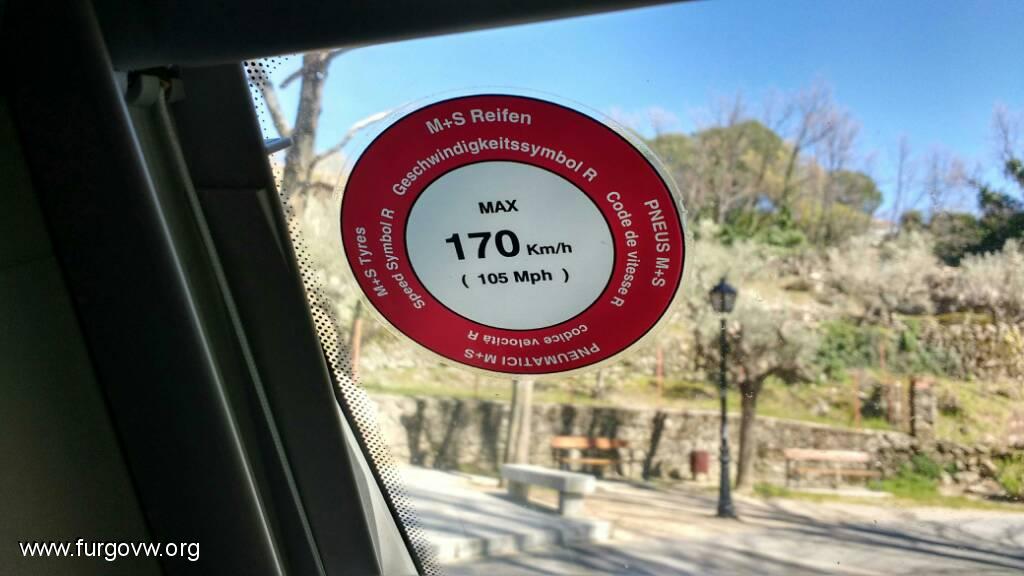 M+S Reifen
Geschwindigkeitssymbol R
PNEUS M+S
Code de vitesse R
PNEUMATICI M+S
codice velocitá R
M+S Tyres
Speed Symbol R
MAX
170 Km/h
( 105 Mph )
www.furgovw.org